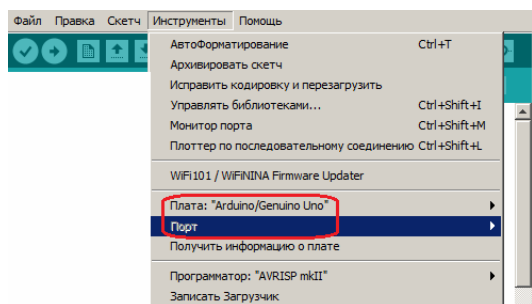 Файл Правка Скетч Инструменты Помощь
АвтоФорматирование Ctrl+T
Архивировать скетч
Исправить кодировку и перезагрузить
Управлять библиотеками... Ctrl+Shift+I
Монитор порта Ctrl+Shift+M
Плоттер по последовательному соединению Ctrl+Shift+L
WiFi101 / WiFiNINA Firmware Updater
Плата: "Arduino/Genuino Uno"
Порт
Получить информацию о плате
Программатор: "AVRISP mkII"
Записать Загрузчик